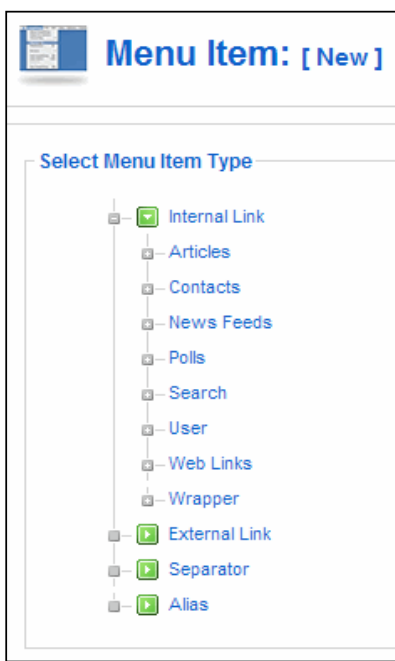 Menu Item: [ New ]
Select Menu Item Type
Internal Link
Articles
Contacts
News Feeds
Polls
Search
User
Web Links
Wrapper
External Link
Separator
Alias